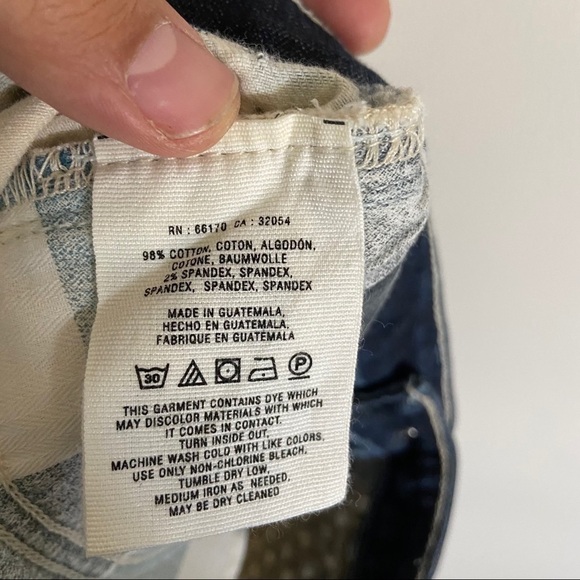 RN : 66170 CA : 32054
98% COTTON, COTON, ALGODÓN,
COTONE, BAUMWOLLE
2% SPANDEX, SPANDEX,
SPANDEX, SPANDEX, SPANDEX
MADE IN GUATEMALA,
HECHO EN GUATEMALA,
FABRIQUE EN GUATEMALA
30 P
THIS GARMENT CONTAINS DYE WHICH
MAY DISCOLOR MATERIALS WITH WHICH
IT COMES IN CONTACT.
TURN INSIDE OUT.
MACHINE WASH COLD WITH LIKE COLORS,
USE ONLY NON-CHLORINE BLEACH,
TUMBLE DRY LOW,
MEDIUM IRON AS NEEDED,
MAY BE DRY CLEANED